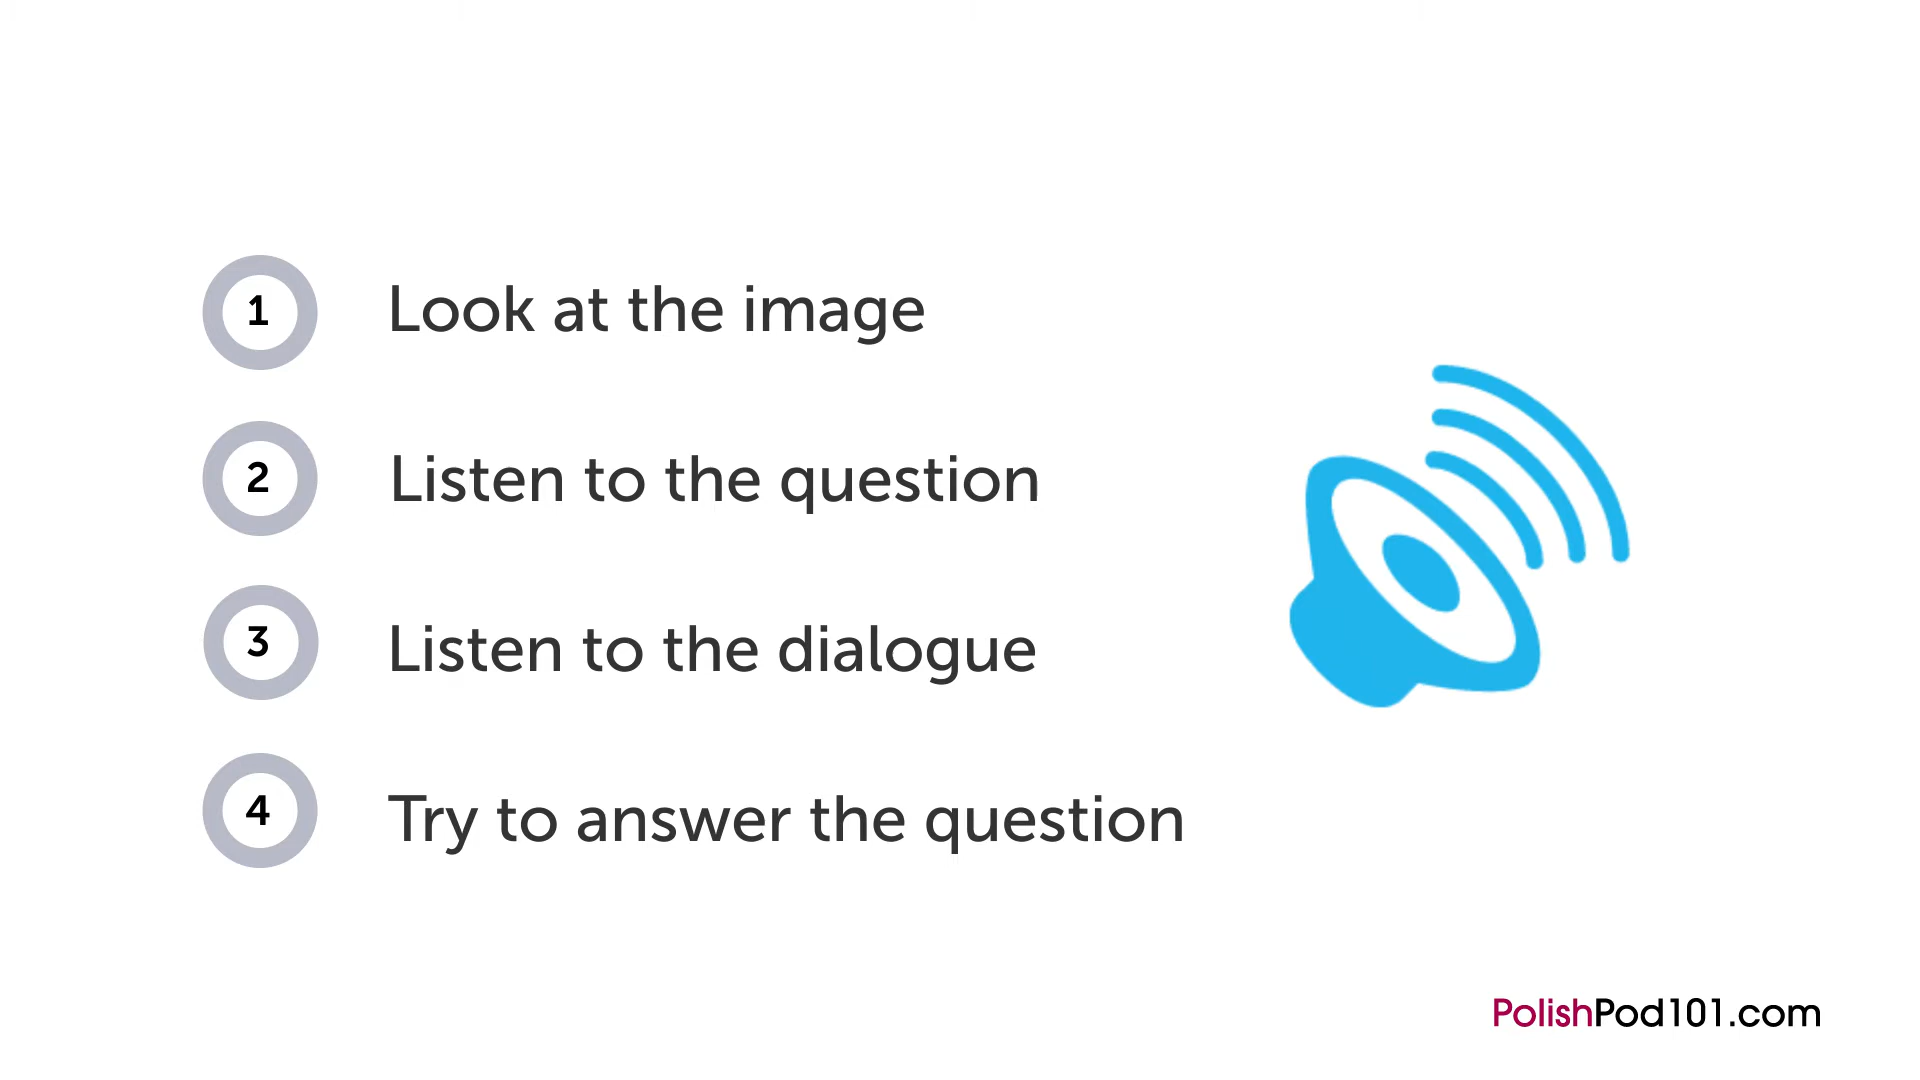 1 Look at the image
2 Listen to the question
3 Listen to the dialogue
4 Try to answer the question
PolishPod101.com